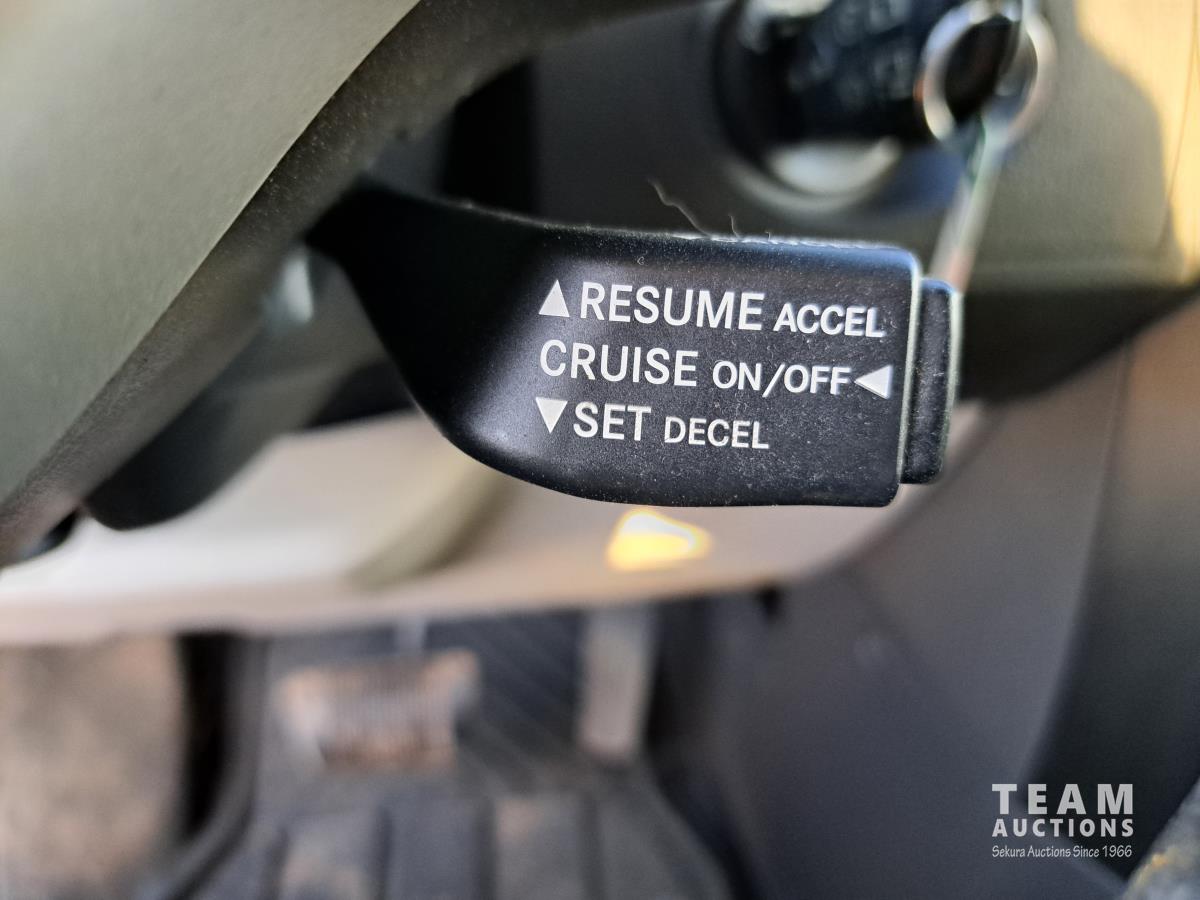 ▲RESUME ACCEL
CRUISE ON/OFF◀
▼SET DECEL
TEAM
AUCTIONS
Sekura Auctions Since 1966